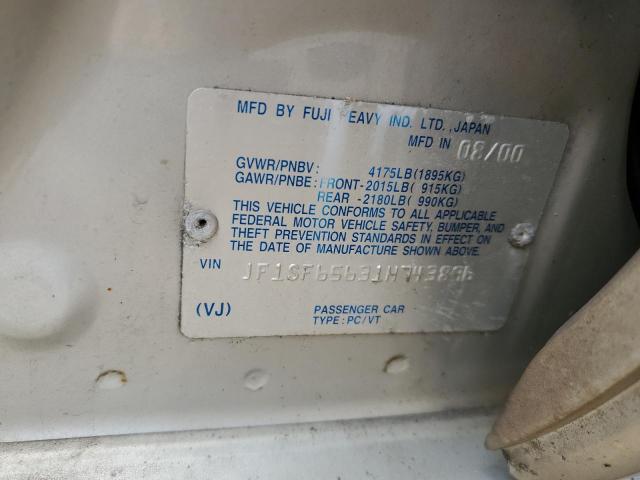 MFD BY FUJI HEAVY IND. LTD., JAPAN
MFD IN 08/00
GVWR/PNBV: 4175LB(1895KG)
GAWR/PNBE: FRONT-2015LB( 915KG)
REAR -2180LB( 990KG)
THIS VEHICLE CONFORMS TO ALL APPLICABLE
FEDERAL MOTOR VEHICLE SAFETY, BUMPER, AND
THEFT PREVENTION STANDARDS IN EFFECT ON
THE DATE OF MANUFACTURE SHOWN ABOVE.
VIN JF1SF65631H743896
(VJ) PASSENGER CAR
TYPE: PC/VT